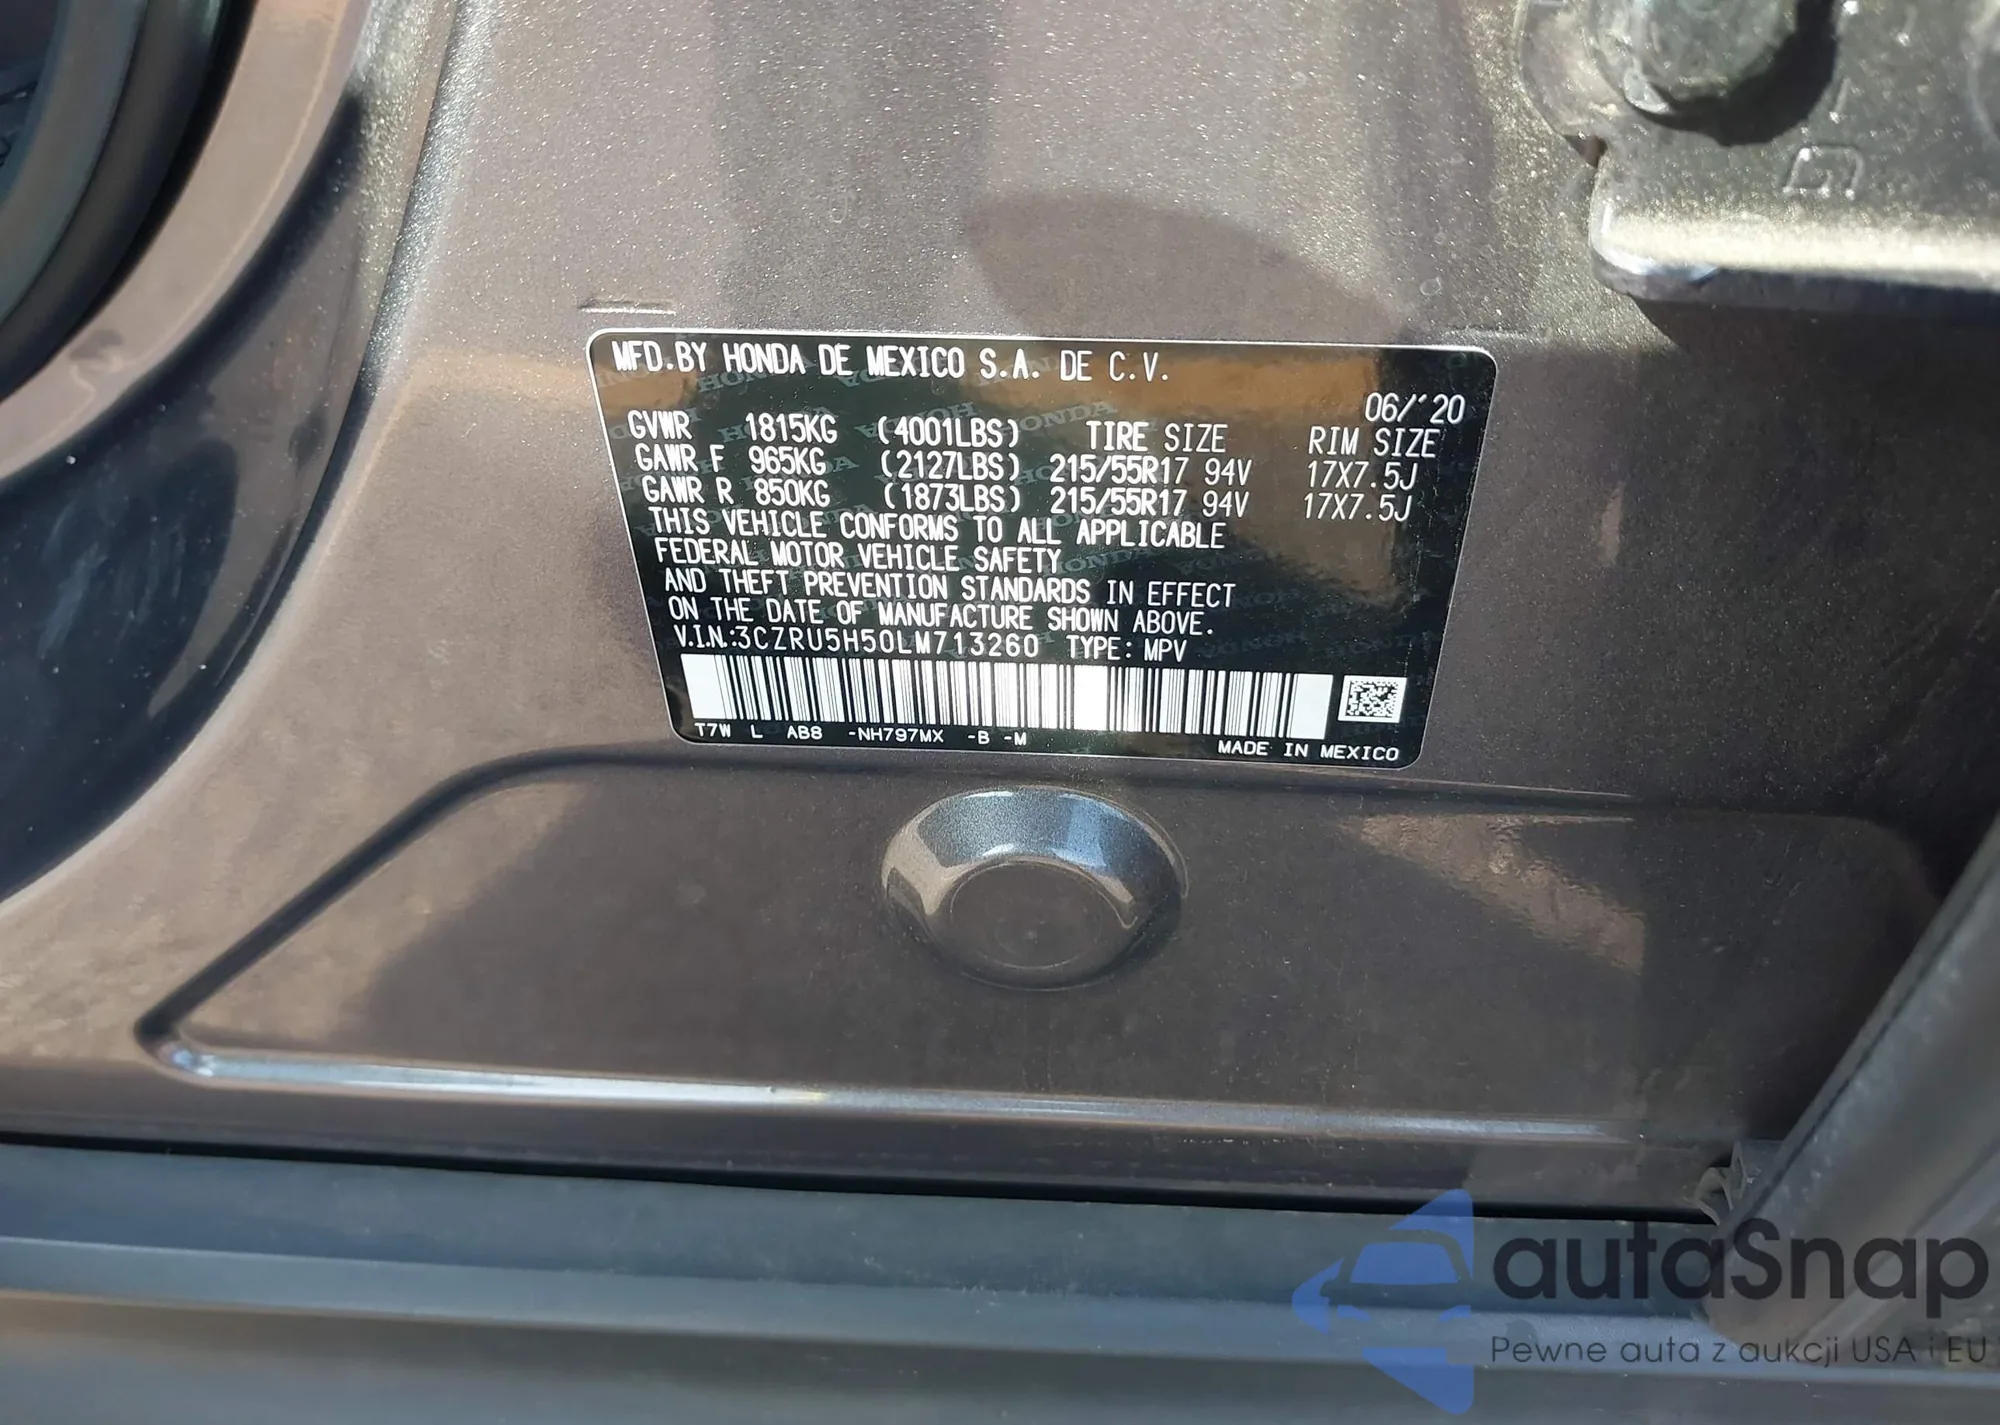 MFD.BY HONDA DE MEXICO S.A. DE C.V.
06/'20
GVWR 1815KG (4001LBS) TIRE SIZE RIM SIZE
GAWR F 965KG (2127LBS) 215/55R17 94V 17X7.5J
GAWR R 850KG (1873LBS) 215/55R17 94V 17X7.5J
THIS VEHICLE CONFORMS TO ALL APPLICABLE
FEDERAL MOTOR VEHICLE SAFETY
AND THEFT PREVENTION STANDARDS IN EFFECT
ON THE DATE OF MANUFACTURE SHOWN ABOVE.
V.I.N.:3CZRU5H50LM713260 TYPE: MPV
T7W L AB8 -NH797MX -B -M
MADE IN MEXICO
autaSnap
Pewne auta z aukcji USA i EU